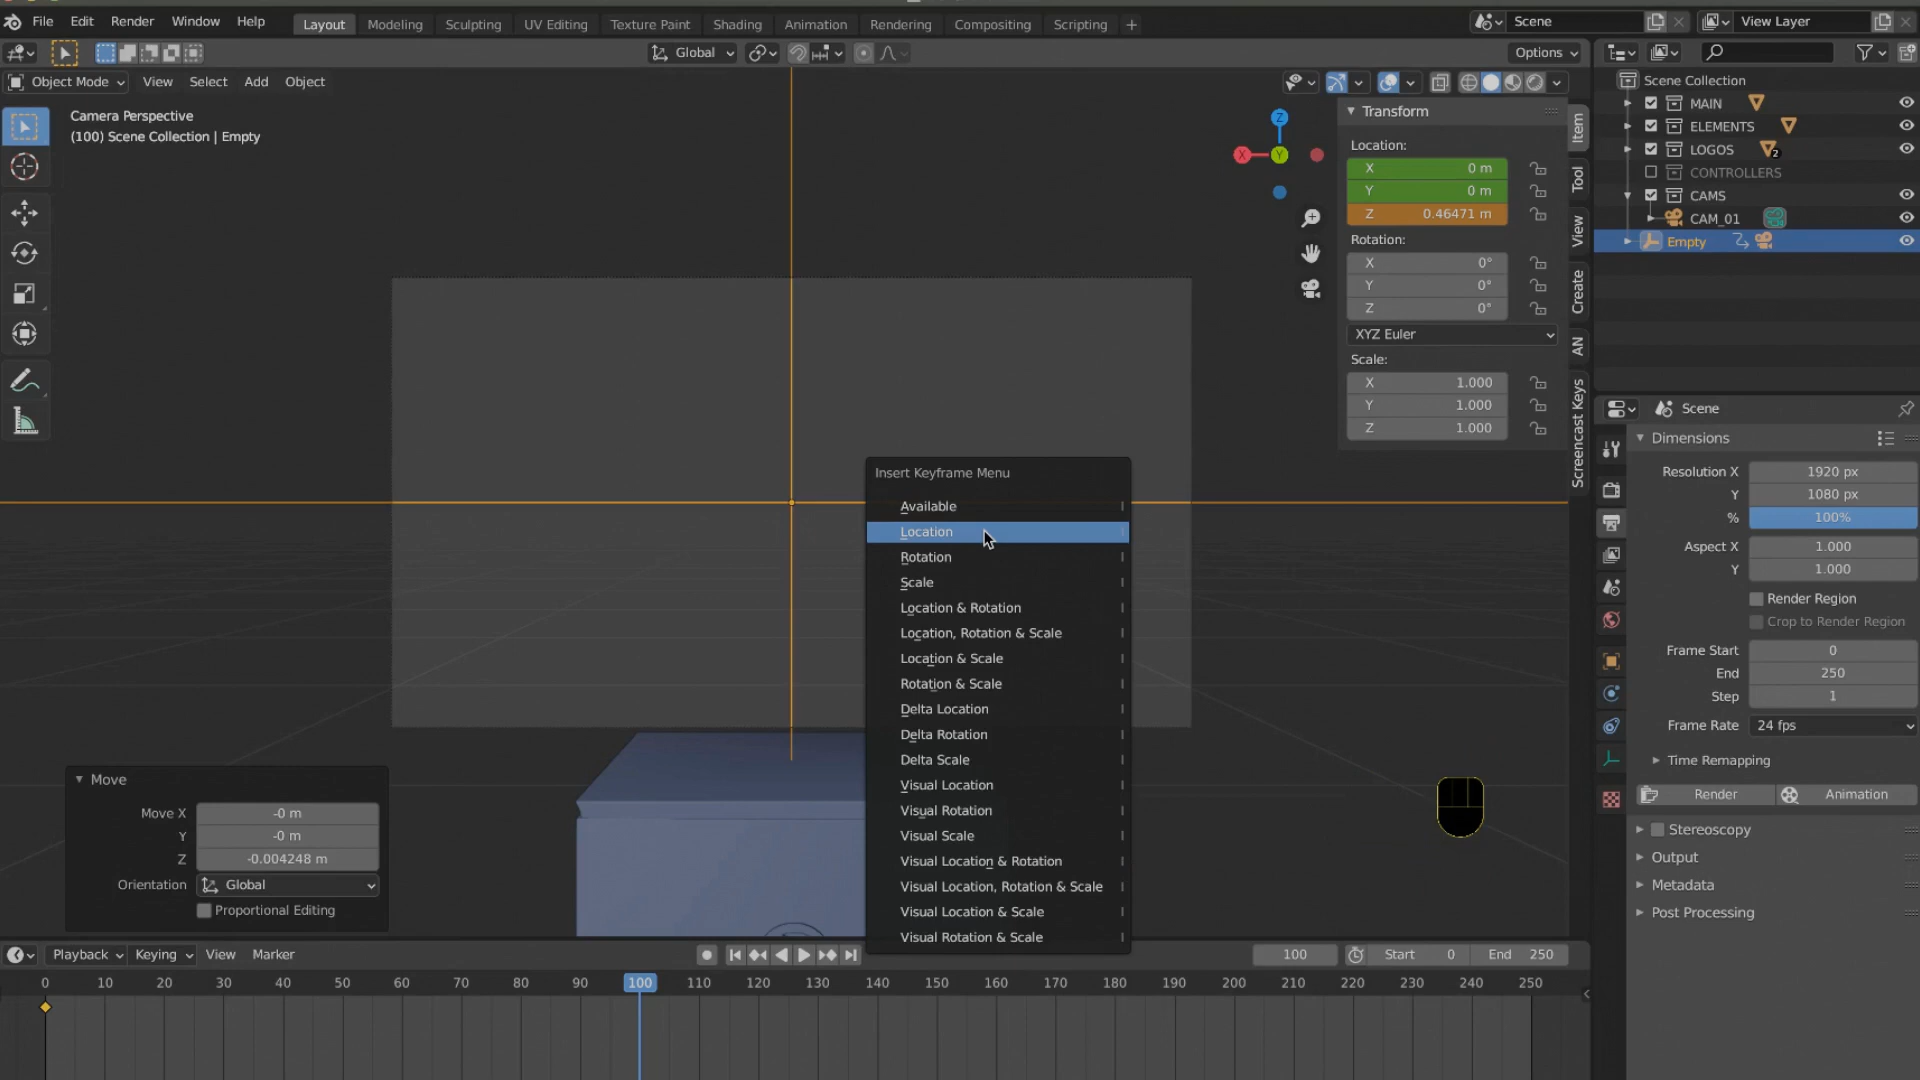 File Edit Render Window Help Layout Modeling Sculpting UV Editing Texture Paint Shading Animation Rendering Compositing Scripting + Scene View Layer
Global Options
Object Mode View Select Add Object
Camera Perspective
(100) Scene Collection | Empty
Z
X
Y
Transform
Location:
X 0 m
Y 0 m
Z 0.46471 m
Rotation:
X 0°
Y 0°
Z 0°
XYZ Euler
Scale:
X 1.000
Y 1.000
Z 1.000
Item
Tool
View
Create
AN
Screencast Keys
Scene Collection
MAIN
ELEMENTS
LOGOS 2
CONTROLLERS
CAMS
CAM_01
Empty
Scene
Dimensions
Resolution X 1920 px
Y 1080 px
% 100%
Aspect X 1.000
Y 1.000
Render Region
Crop to Render Region
Frame Start 0
End 250
Step 1
Frame Rate 24 fps
Time Remapping
Render Animation
Stereoscopy
Output
Metadata
Post Processing
Insert Keyframe Menu
Available I
Location I
Rotation I
Scale I
Location & Rotation I
Location, Rotation & Scale I
Location & Scale I
Rotation & Scale I
Delta Location I
Delta Rotation I
Delta Scale I
Visual Location I
Visual Rotation I
Visual Scale I
Visual Location & Rotation I
Visual Location, Rotation & Scale I
Visual Location & Scale I
Visual Rotation & Scale I
Move
Move X -0 m
Y -0 m
Z -0.004248 m
Orientation Global
Proportional Editing
Playback Keying View Marker 100 Start 0 End 250
0 10 20 30 40 50 60 70 80 90 100 110 120 130 140 150 160 170 180 190 200 210 220 230 240 250